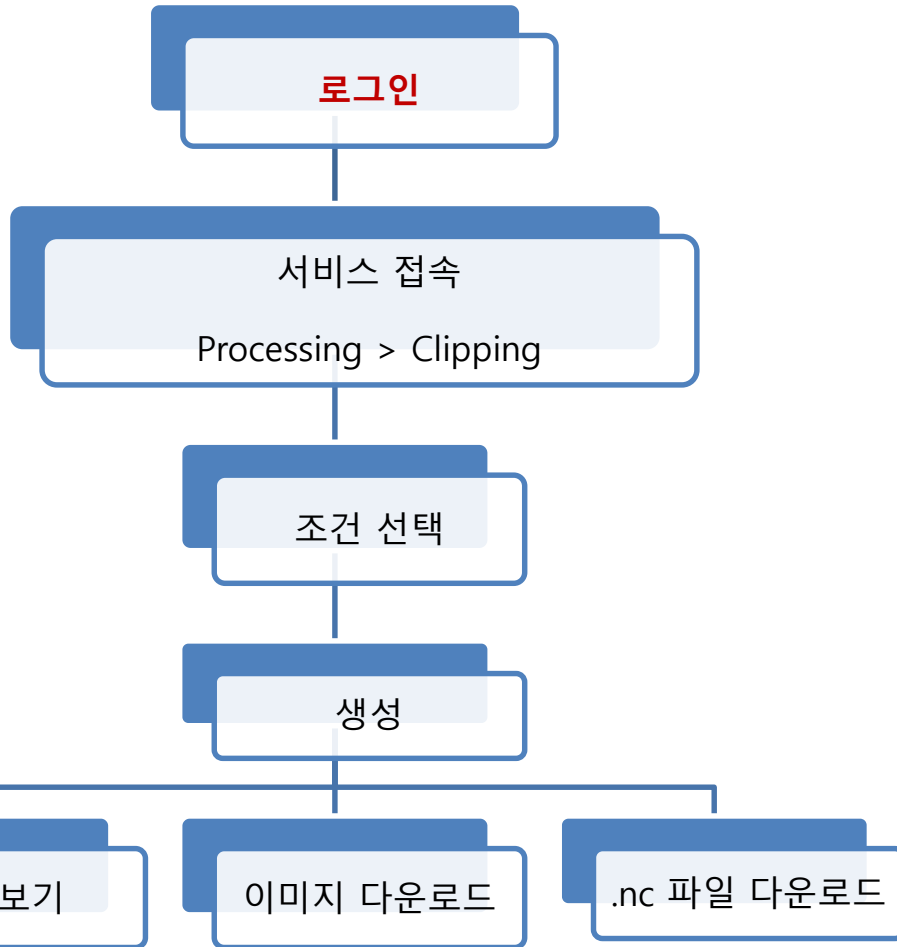 로그인
서비스 접속
Processing > Clipping
조건 선택
생성
보기
이미지 다운로드
.nc 파일 다운로드